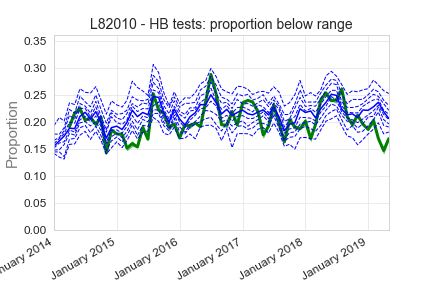 L82010 - HB tests: proportion below range
Proportion
0.35
0.30
0.25
0.20
0.15
0.10
0.05
0.00
nuary 2014
January 2015
January 2016
January 2017
January 2018
January 2019